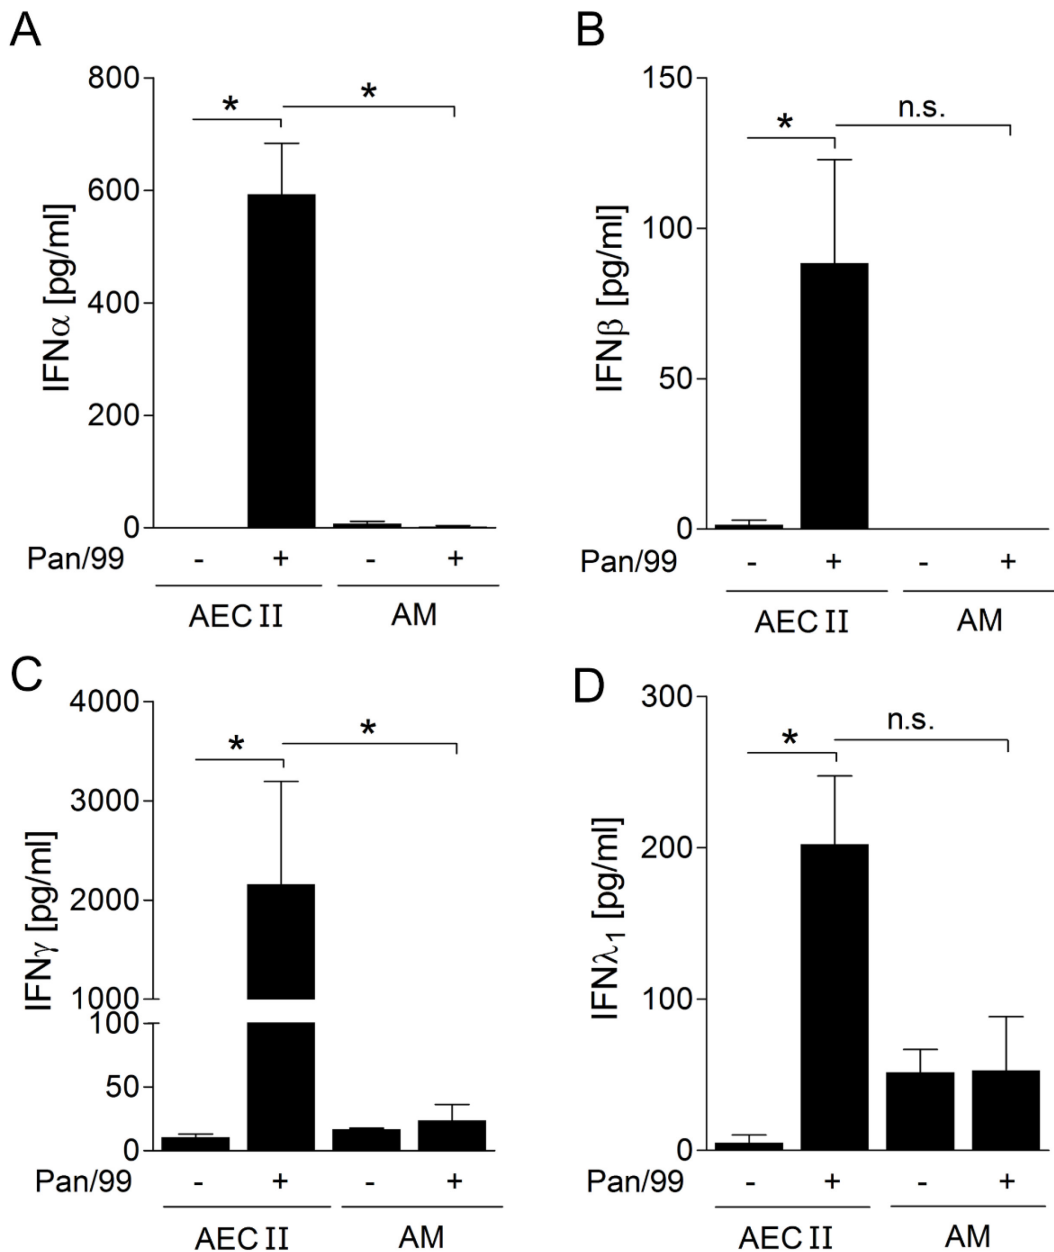 A
800
600
400
200
0
IFNα [pg/ml]
*
*
Pan/99 - + - +
AEC II AM
B
150
100
50
0
IFNβ [pg/ml]
*
n.s.
Pan/99 - + - +
AEC II AM
C
4000
3000
2000
1000
100
50
0
IFNγ [pg/ml]
*
*
Pan/99 - + - +
AEC II AM
D
300
200
100
0
IFNλ1 [pg/ml]
*
n.s.
Pan/99 - + - +
AEC II AM